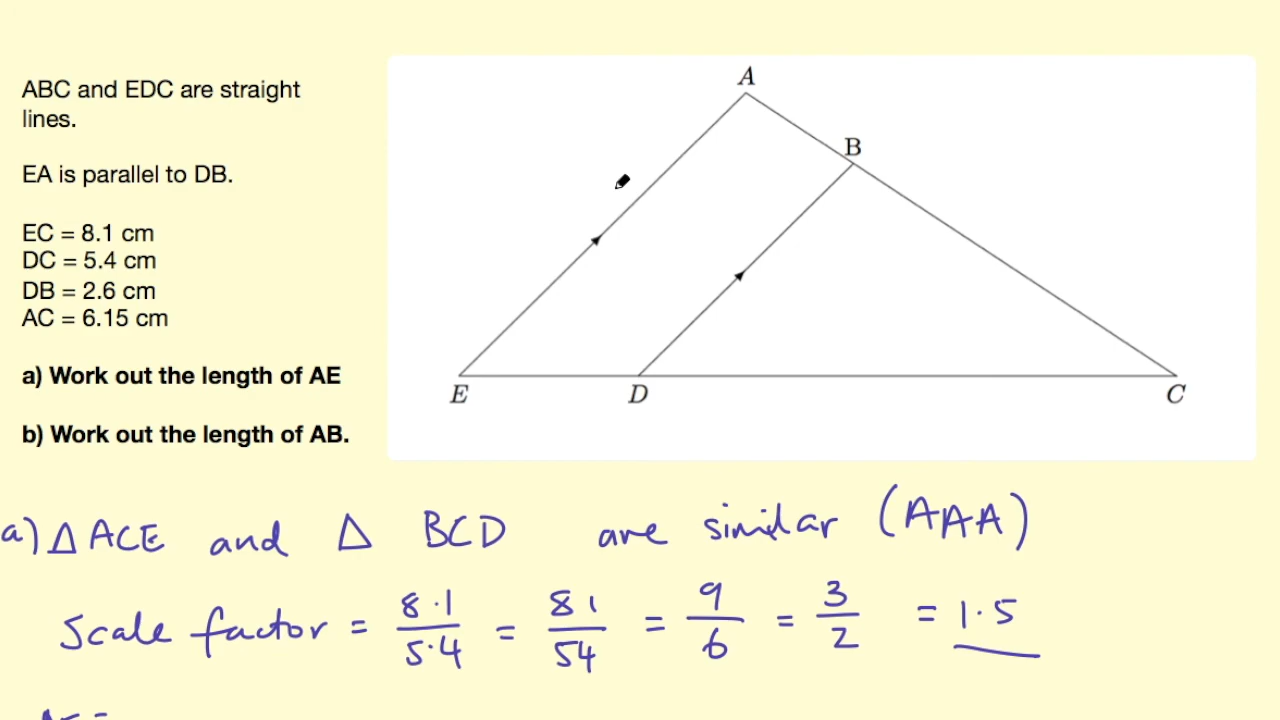 ABC and EDC are straight
lines.
EA is parallel to DB.
EC = 8.1 cm
DC = 5.4 cm
DB = 2.6 cm
AC = 6.15 cm
a) Work out the length of AE
b) Work out the length of AB.
A
B
E
D
C
a) △ ACE and △ BCD are similar (AAA)
Scale factor = 8·1/5·4 = 81/54 = 9/6 = 3/2 = 1·5